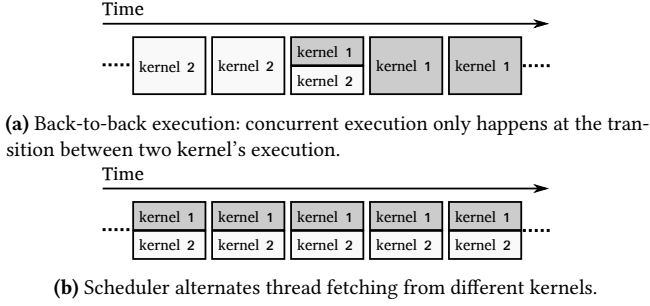 Time
kernel 2 kernel 2 kernel 1 kernel 1 kernel 1
kernel 2
(a) Back-to-back execution: concurrent execution only happens at the tran-
sition between two kernel's execution.
Time
kernel 1 kernel 1 kernel 1 kernel 1 kernel 1
kernel 2 kernel 2 kernel 2 kernel 2 kernel 2
(b) Scheduler alternates thread fetching from different kernels.